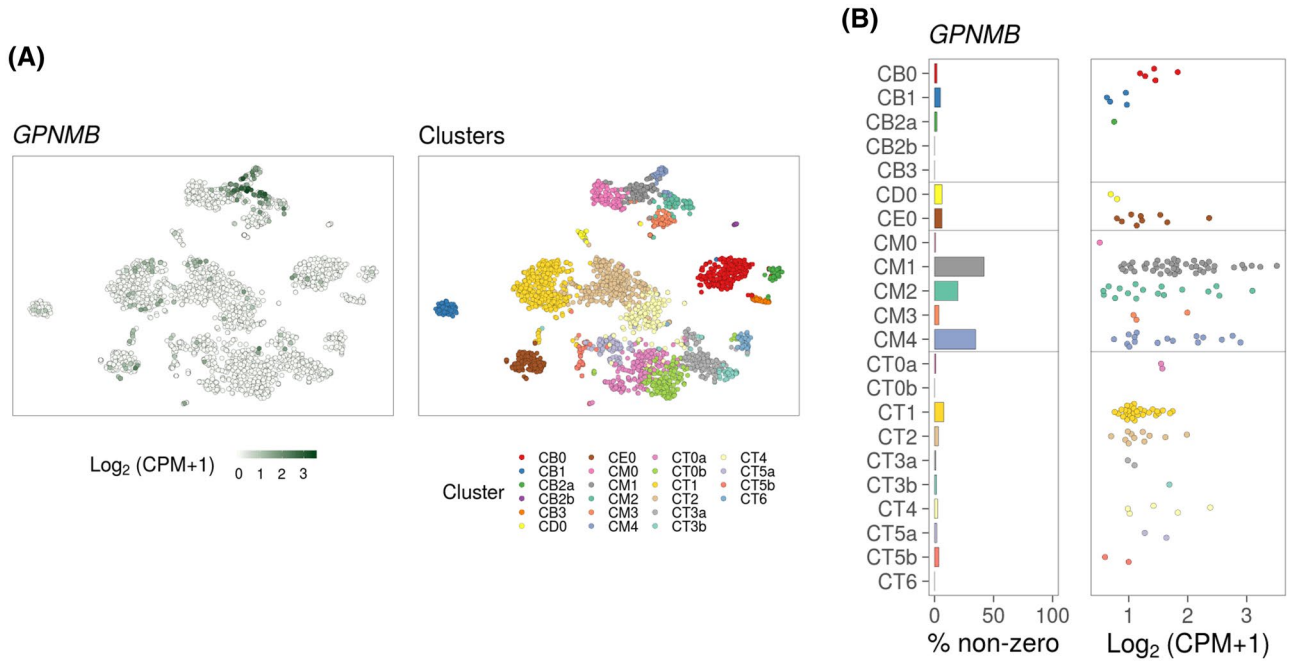 (A)
GPNMB
Clusters
Log2 (CPM+1)
0 1 2 3
Cluster
CB0 CE0 CT0a CT4
CB1 CM0 CT0b CT5a
CB2a CM1 CT1 CT5b
CB2b CM2 CT2 CT6
CB3 CM3 CT3a
CD0 CM4 CT3b
(B)
GPNMB
CB0
CB1
CB2a
CB2b
CB3
CD0
CE0
CM0
CM1
CM2
CM3
CM4
CT0a
CT0b
CT1
CT2
CT3a
CT3b
CT4
CT5a
CT5b
CT6
0 50 100
% non-zero
1 2 3
Log2 (CPM+1)